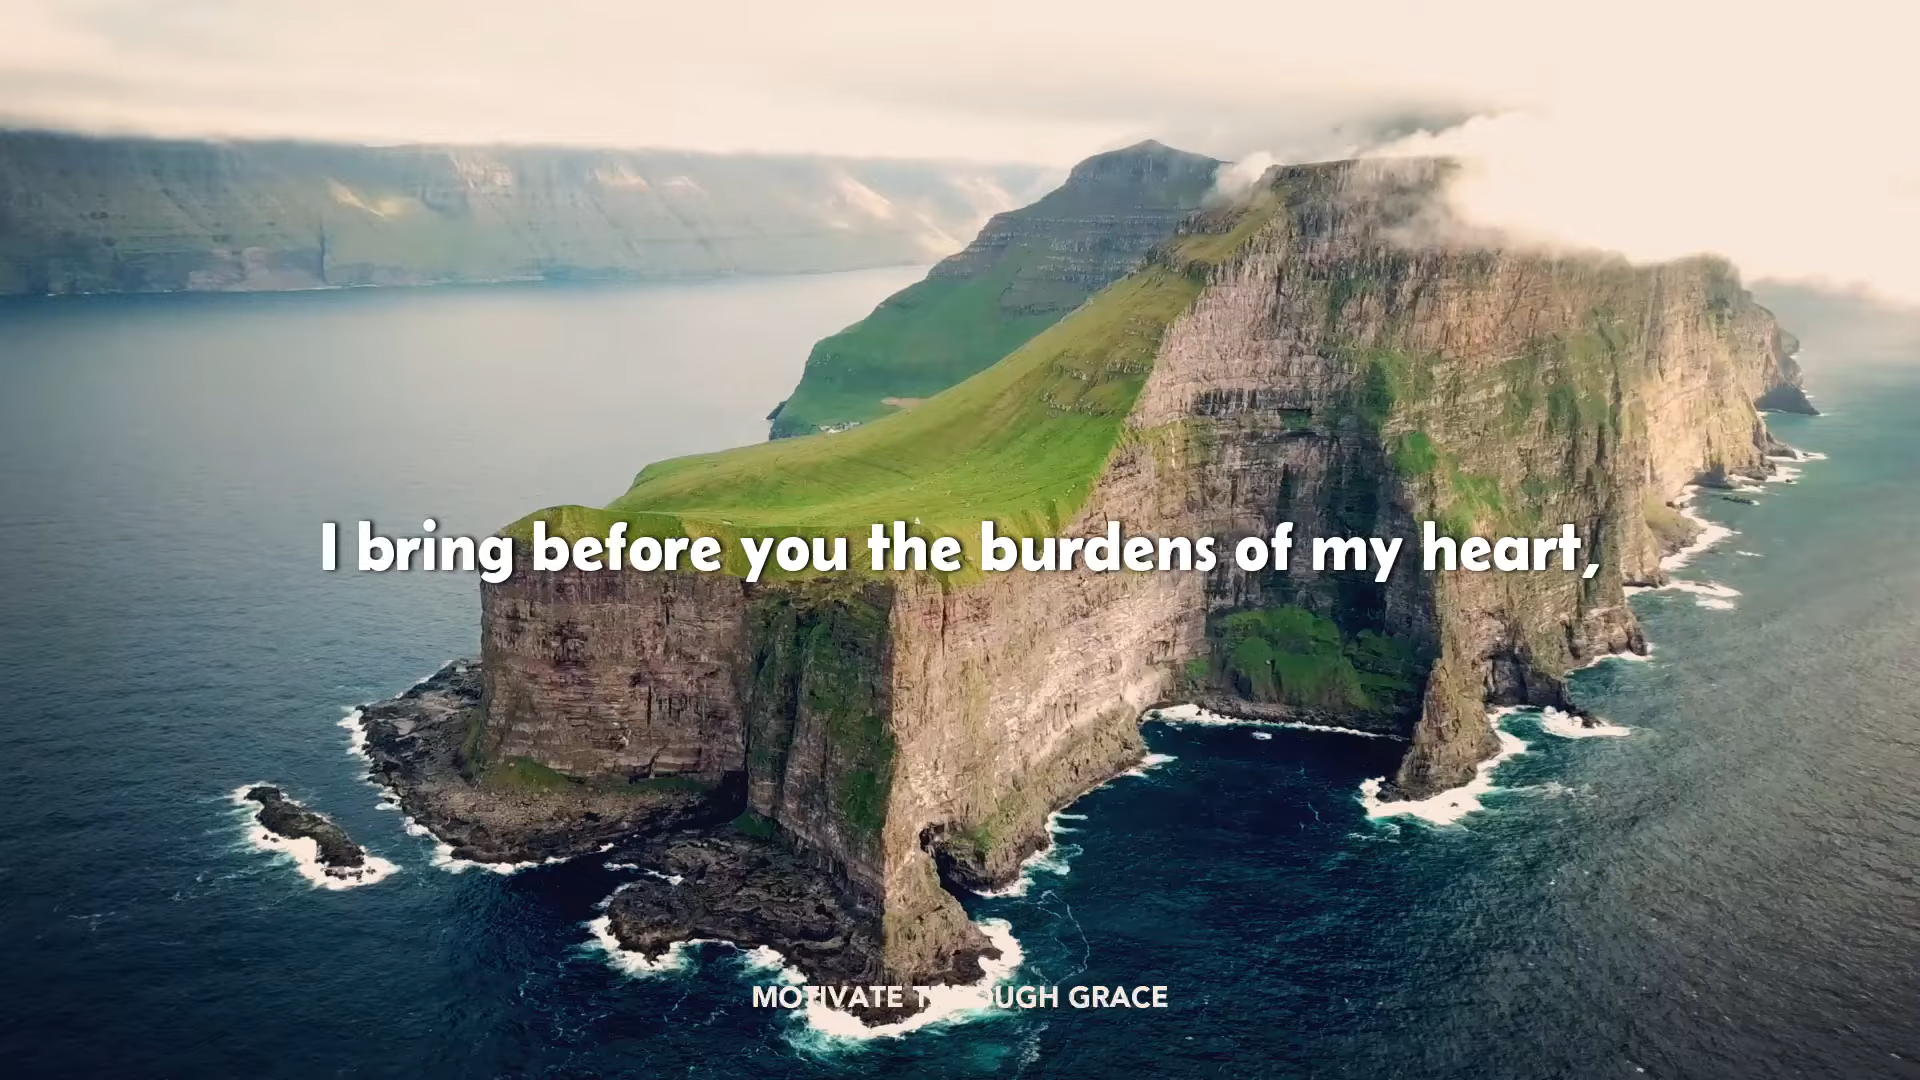 I bring before you the burdens of my heart,
MOTIVATE THROUGH GRACE